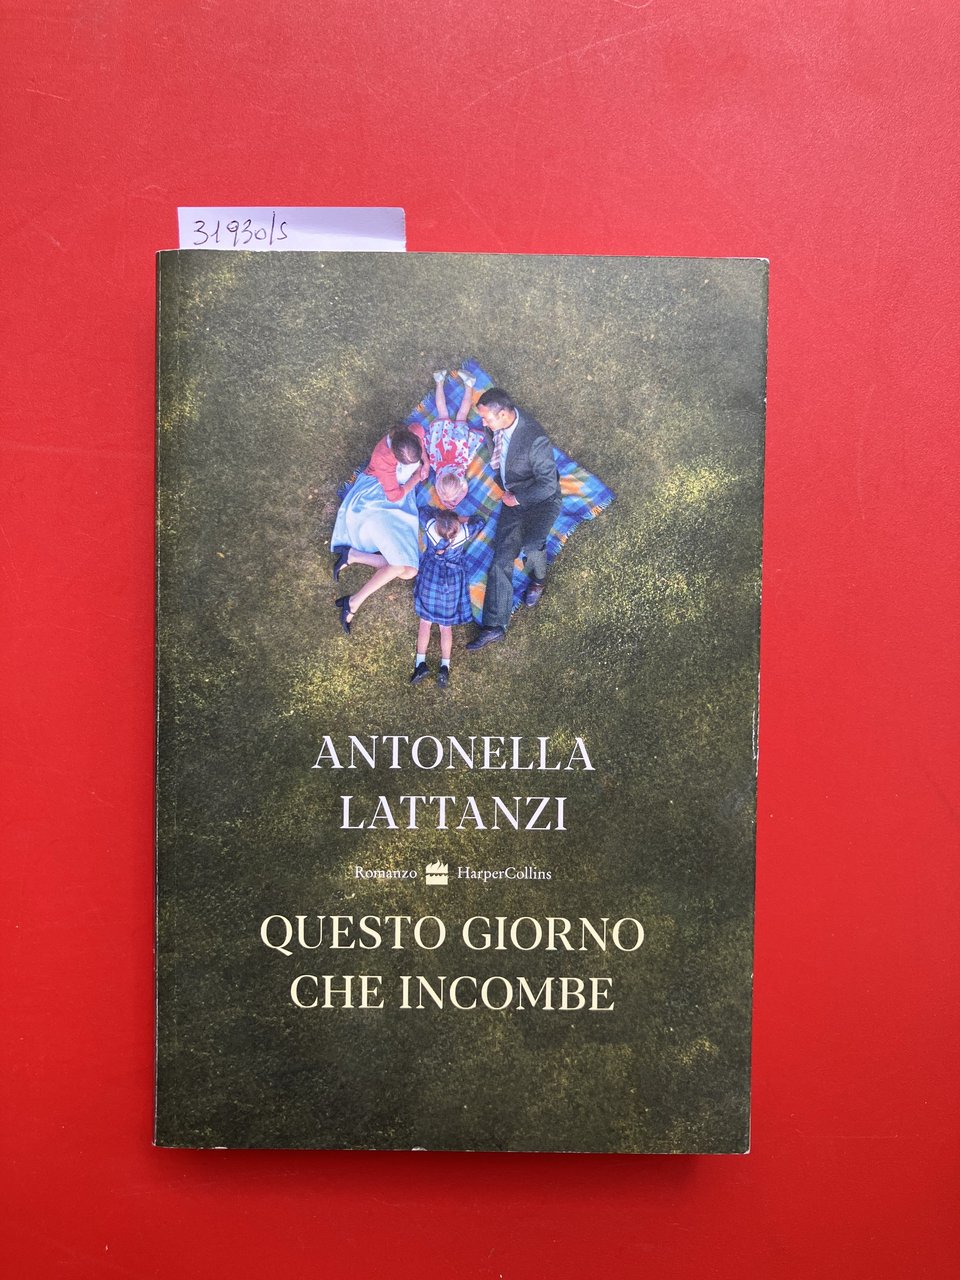 31930/s
ANTONELLA
LATTANZI
Romanzo HarperCollins
QUESTO GIORNO
CHE INCOMBE